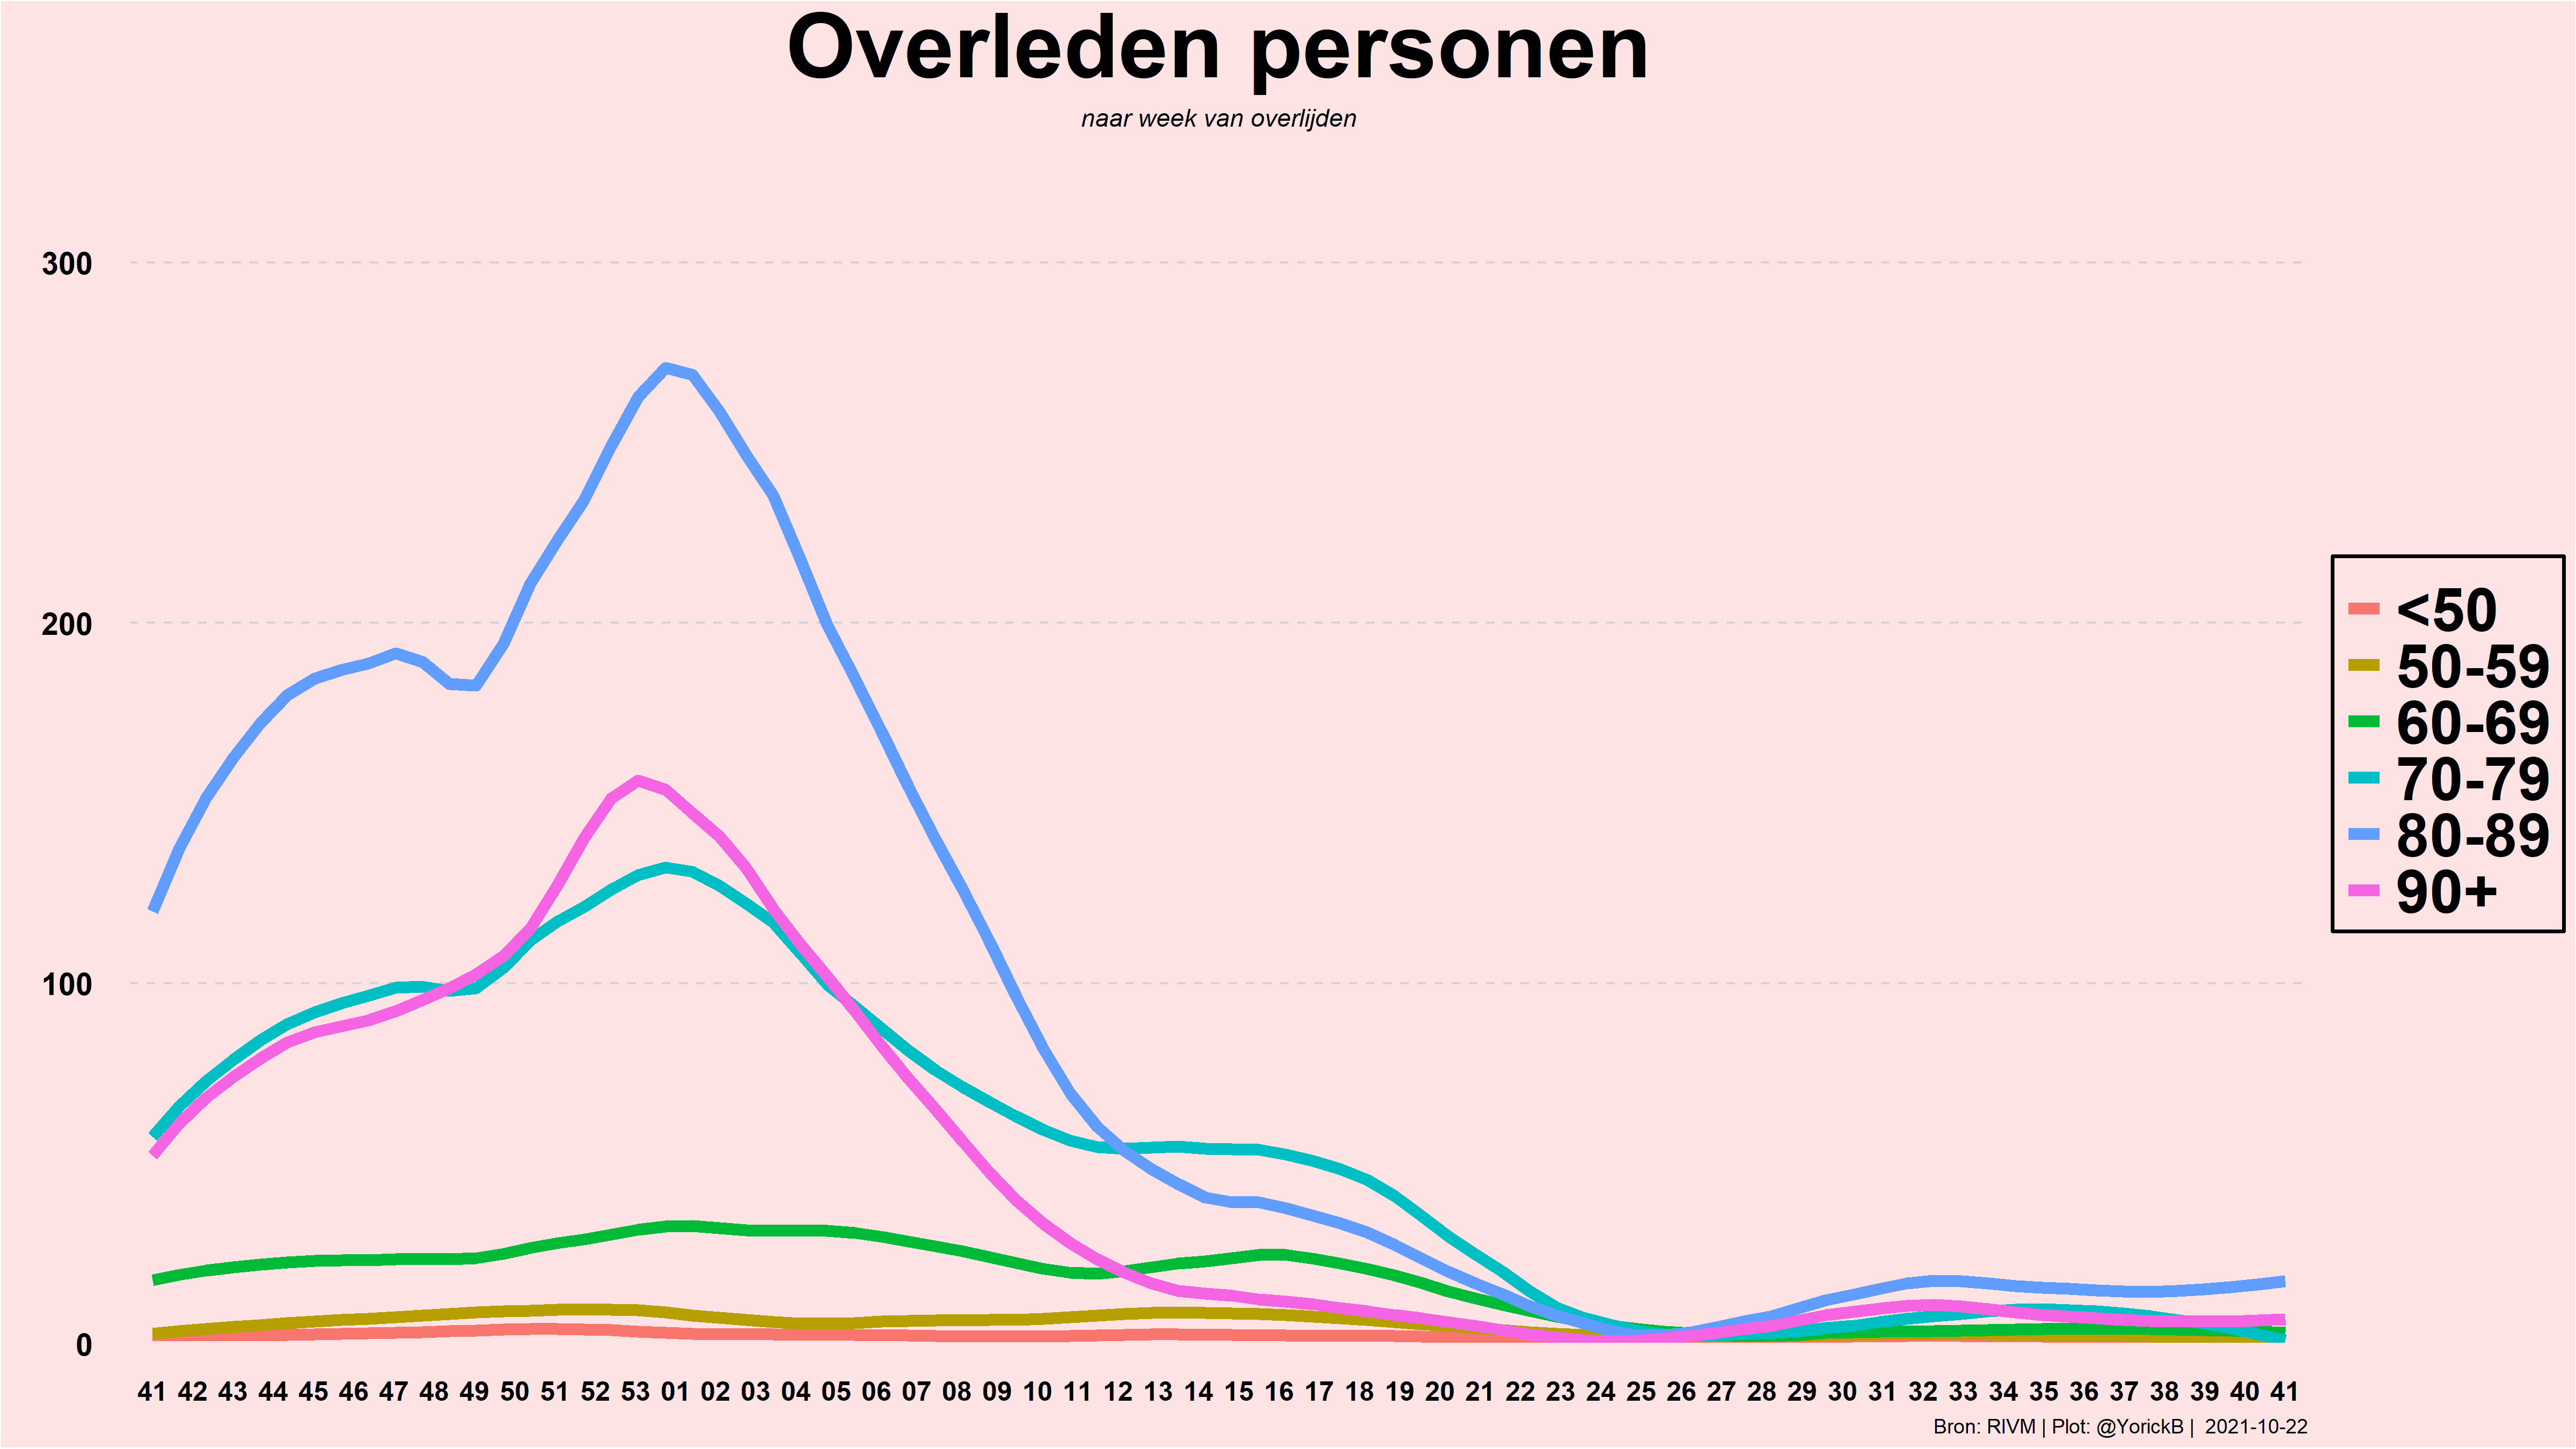 Overleden personen
naar week van overlijden
300
200
100
0
<50
50-59
60-69
70-79
80-89
90+
41 42 43 44 45 46 47 48 49 50 51 52 53 01 02 03 04 05 06 07 08 09 10 11 12 13 14 15 16 17 18 19 20 21 22 23 24 25 26 27 28 29 30 31 32 33 34 35 36 37 38 39 40 41
Bron: RIVM | Plot: @YorickB | 2021-10-22